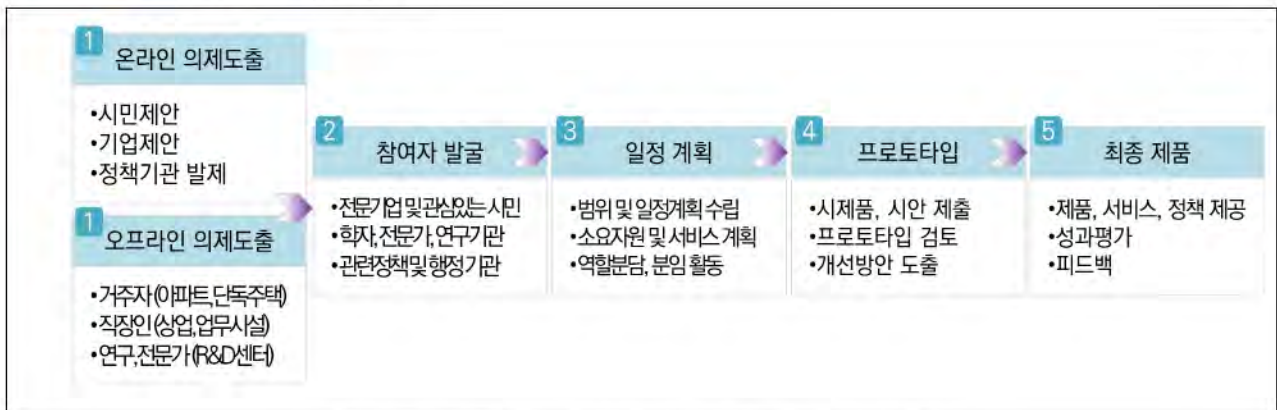 1
온라인 의제도출
•시민제안
•기업제안
•정책기관 발제
1
오프라인 의제도출
•거주자(아파트,단독주택)
•직장인(상업,업무시설)
•연구,전문가(R&D센터)
2
참여자 발굴
•전문기업 및 관심있는 시민
•학자, 전문가, 연구기관
•관련정책 및 행정 기관
3
일정 계획
•범위 및 일정계획 수립
•소요자원 및 서비스 계획
•역할분담, 분임 활동
4
프로토타입
•시제품, 시안 제출
•프로토타입 검토
•개선방안 도출
5
최종 제품
•제품, 서비스, 정책 제공
•성과평가
•피드백